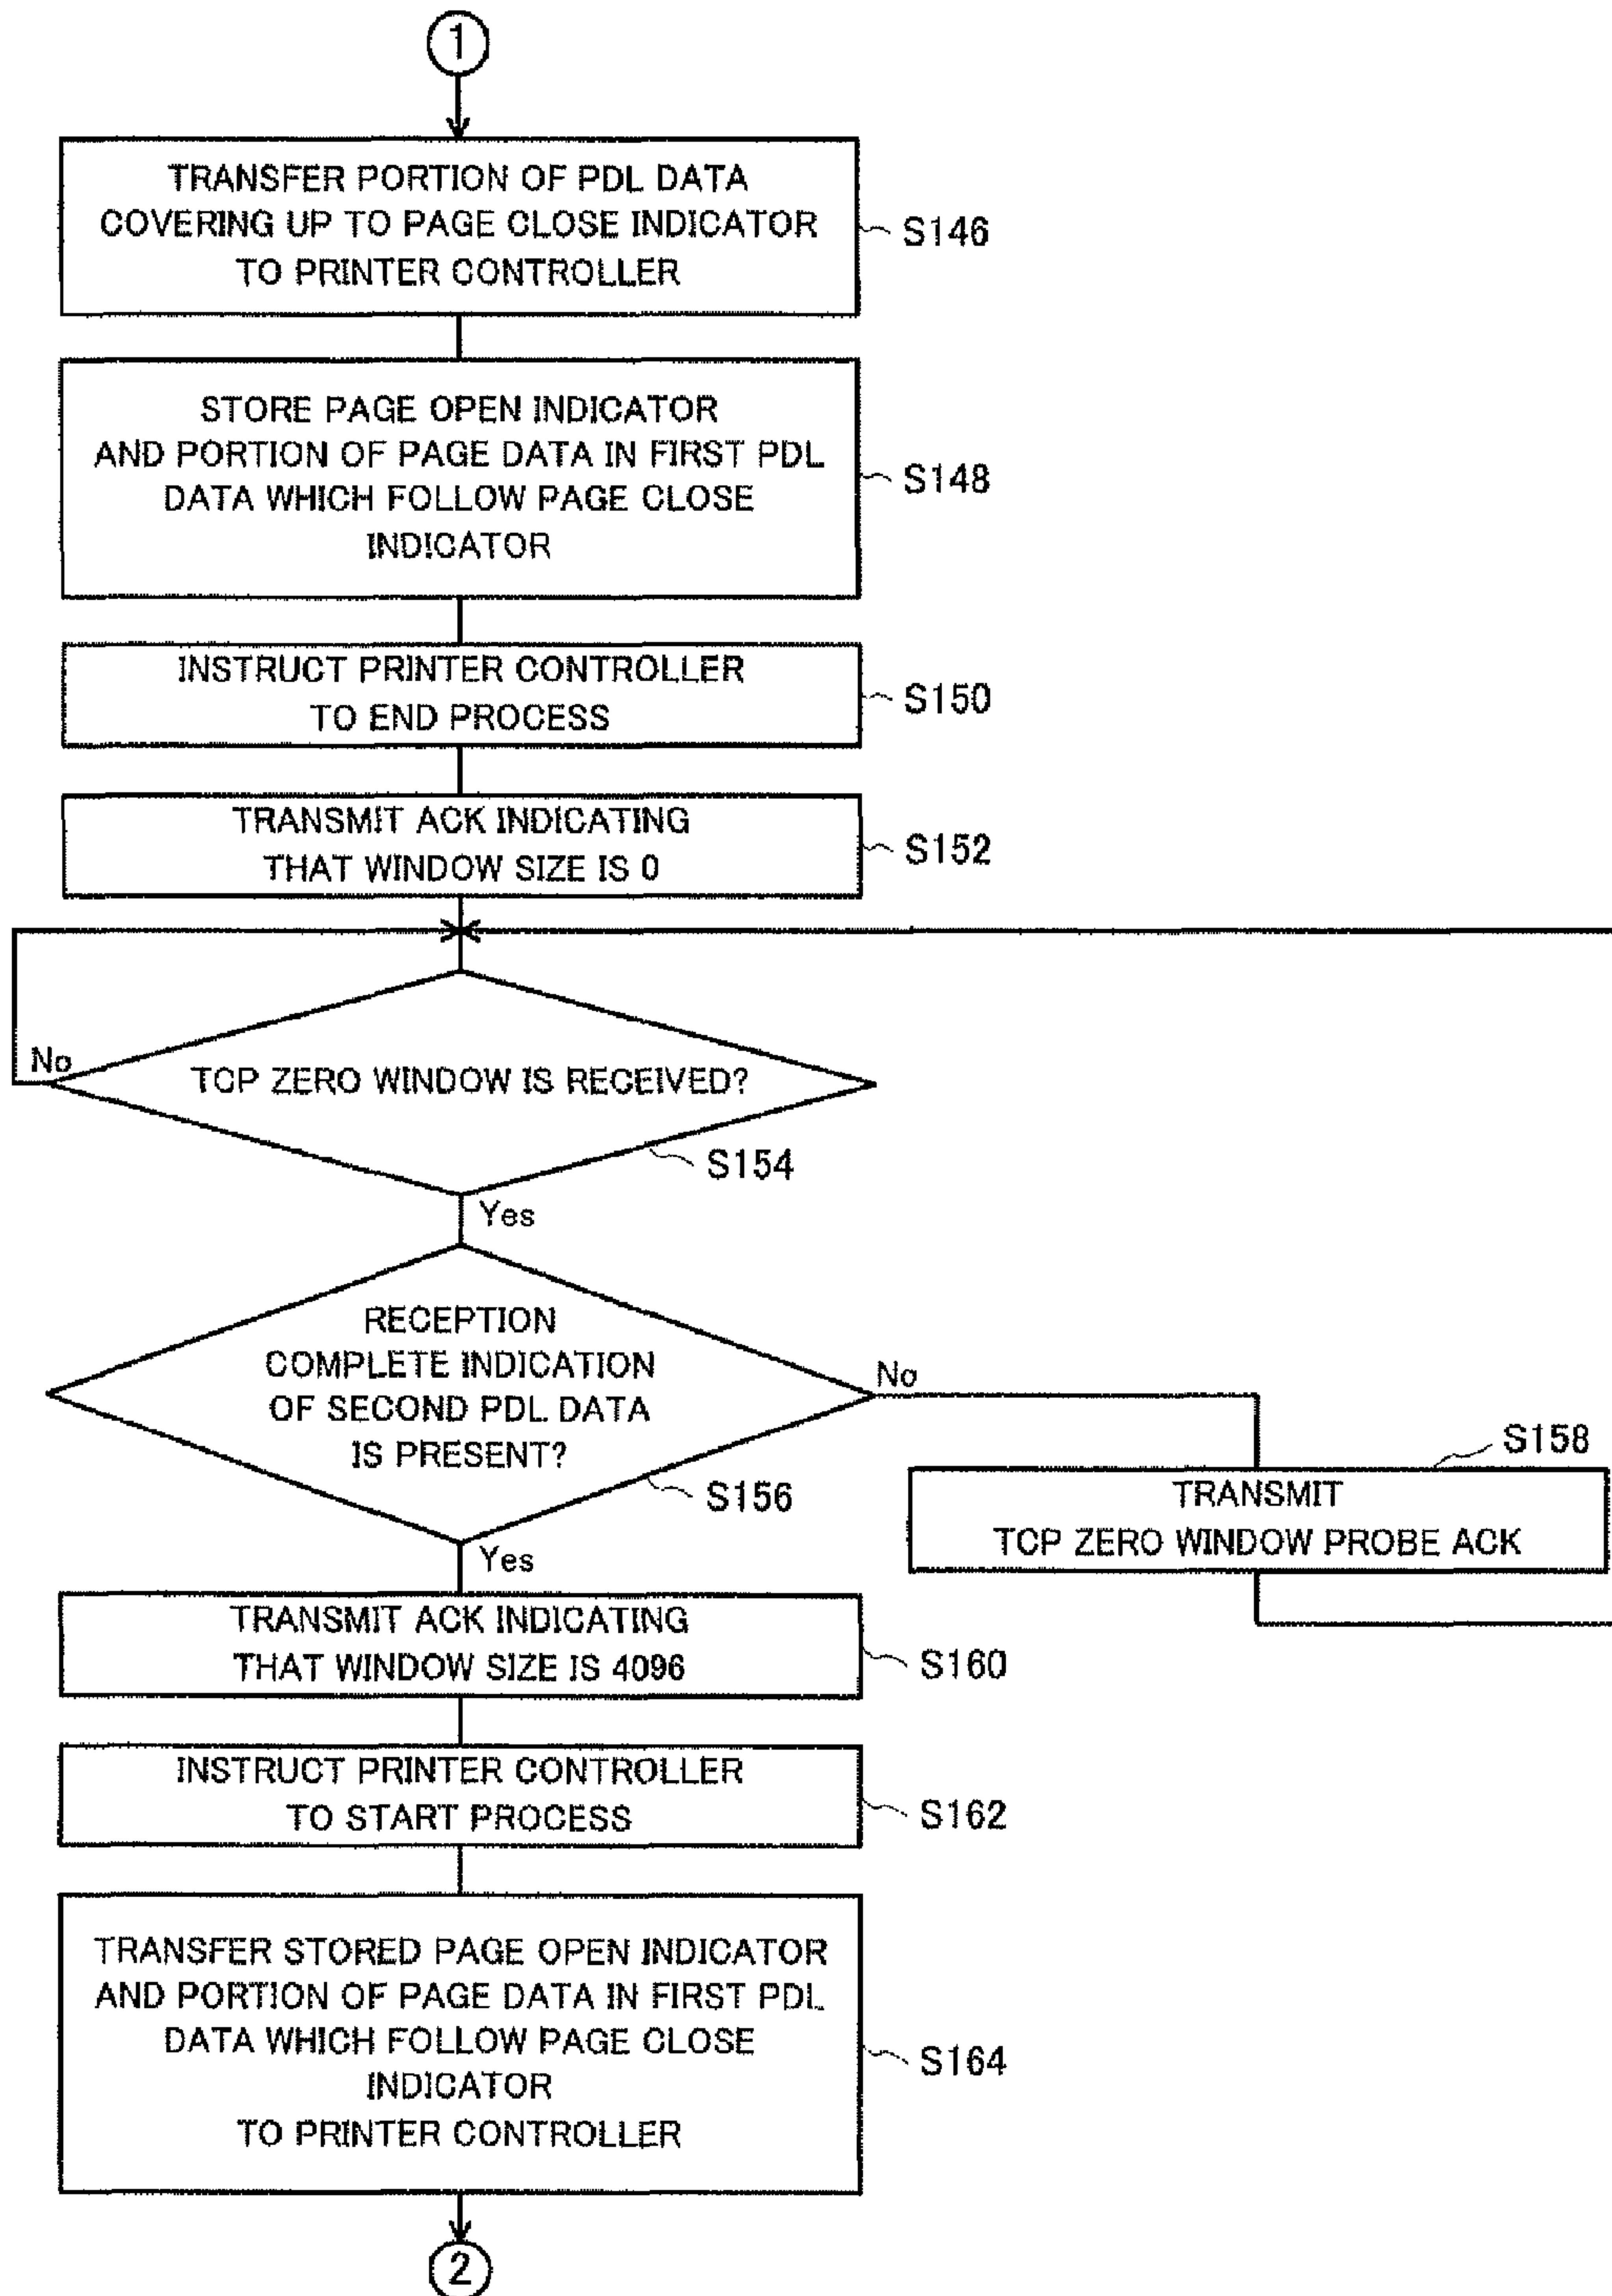 1
TRANSFER PORTION OF PDL DATA
COVERING UP TO PAGE CLOSE INDICATOR
TO PRINTER CONTROLLER
S146
STORE PAGE OPEN INDICATOR
AND PORTION OF PAGE DATA IN FIRST PDL
DATA WHICH FOLLOW PAGE CLOSE
INDICATOR
S148
INSTRUCT PRINTER CONTROLLER
TO END PROCESS
S150
TRANSMIT ACK INDICATING
THAT WINDOW SIZE IS 0
S152
No
TCP ZERO WINDOW IS RECEIVED?
S154
Yes
RECEPTION
COMPLETE INDICATION
OF SECOND PDL DATA
IS PRESENT?
No
S156
S158
TRANSMIT
TCP ZERO WINDOW PROBE ACK
Yes
TRANSMIT ACK INDICATING
THAT WINDOW SIZE IS 4096
S160
INSTRUCT PRINTER CONTROLLER
TO START PROCESS
S162
TRANSFER STORED PAGE OPEN INDICATOR
AND PORTION OF PAGE DATA IN FIRST PDL
DATA WHICH FOLLOW PAGE CLOSE
INDICATOR
TO PRINTER CONTROLLER
S164
2